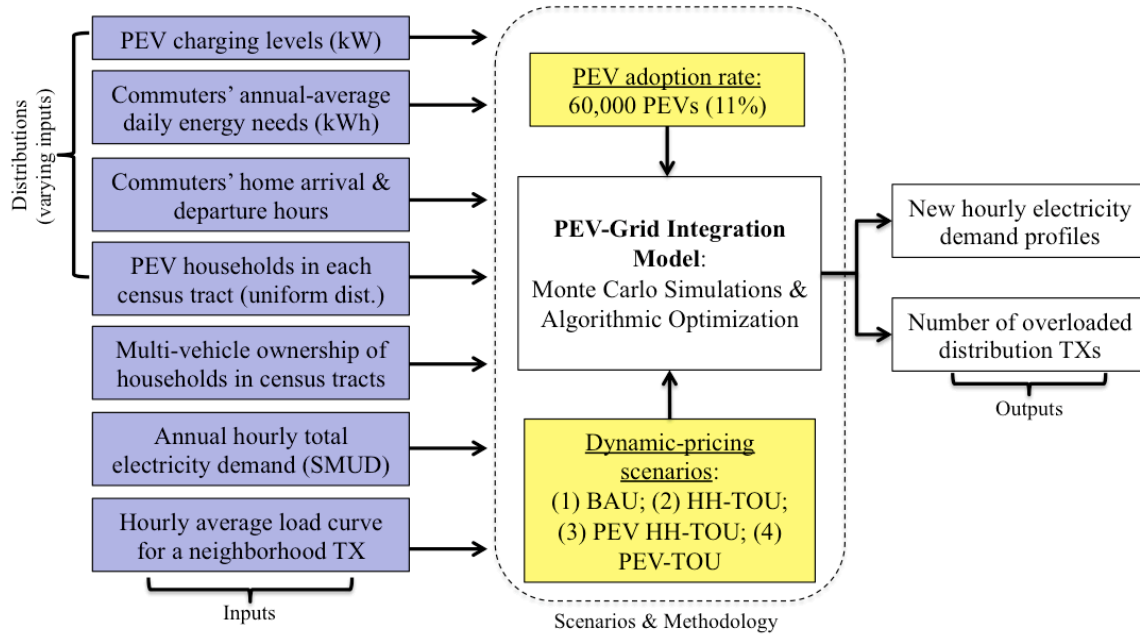 Distributions
(varying inputs)
PEV charging levels (kW)
Commuters' annual-average
daily energy needs (kWh)
Commuters' home arrival &
departure hours
PEV households in each
census tract (uniform dist.)
Multi-vehicle ownership of
households in census tracts
Annual hourly total
electricity demand (SMUD)
Hourly average load curve
for a neighborhood TX
Inputs
PEV adoption rate:
60,000 PEVs (11%)
PEV-Grid Integration
Model:
Monte Carlo Simulations &
Algorithmic Optimization
Dynamic-pricing
scenarios:
(1) BAU; (2) HH-TOU;
(3) PEV HH-TOU; (4)
PEV-TOU
Scenarios & Methodology
New hourly electricity
demand profiles
Number of overloaded
distribution TXs
Outputs